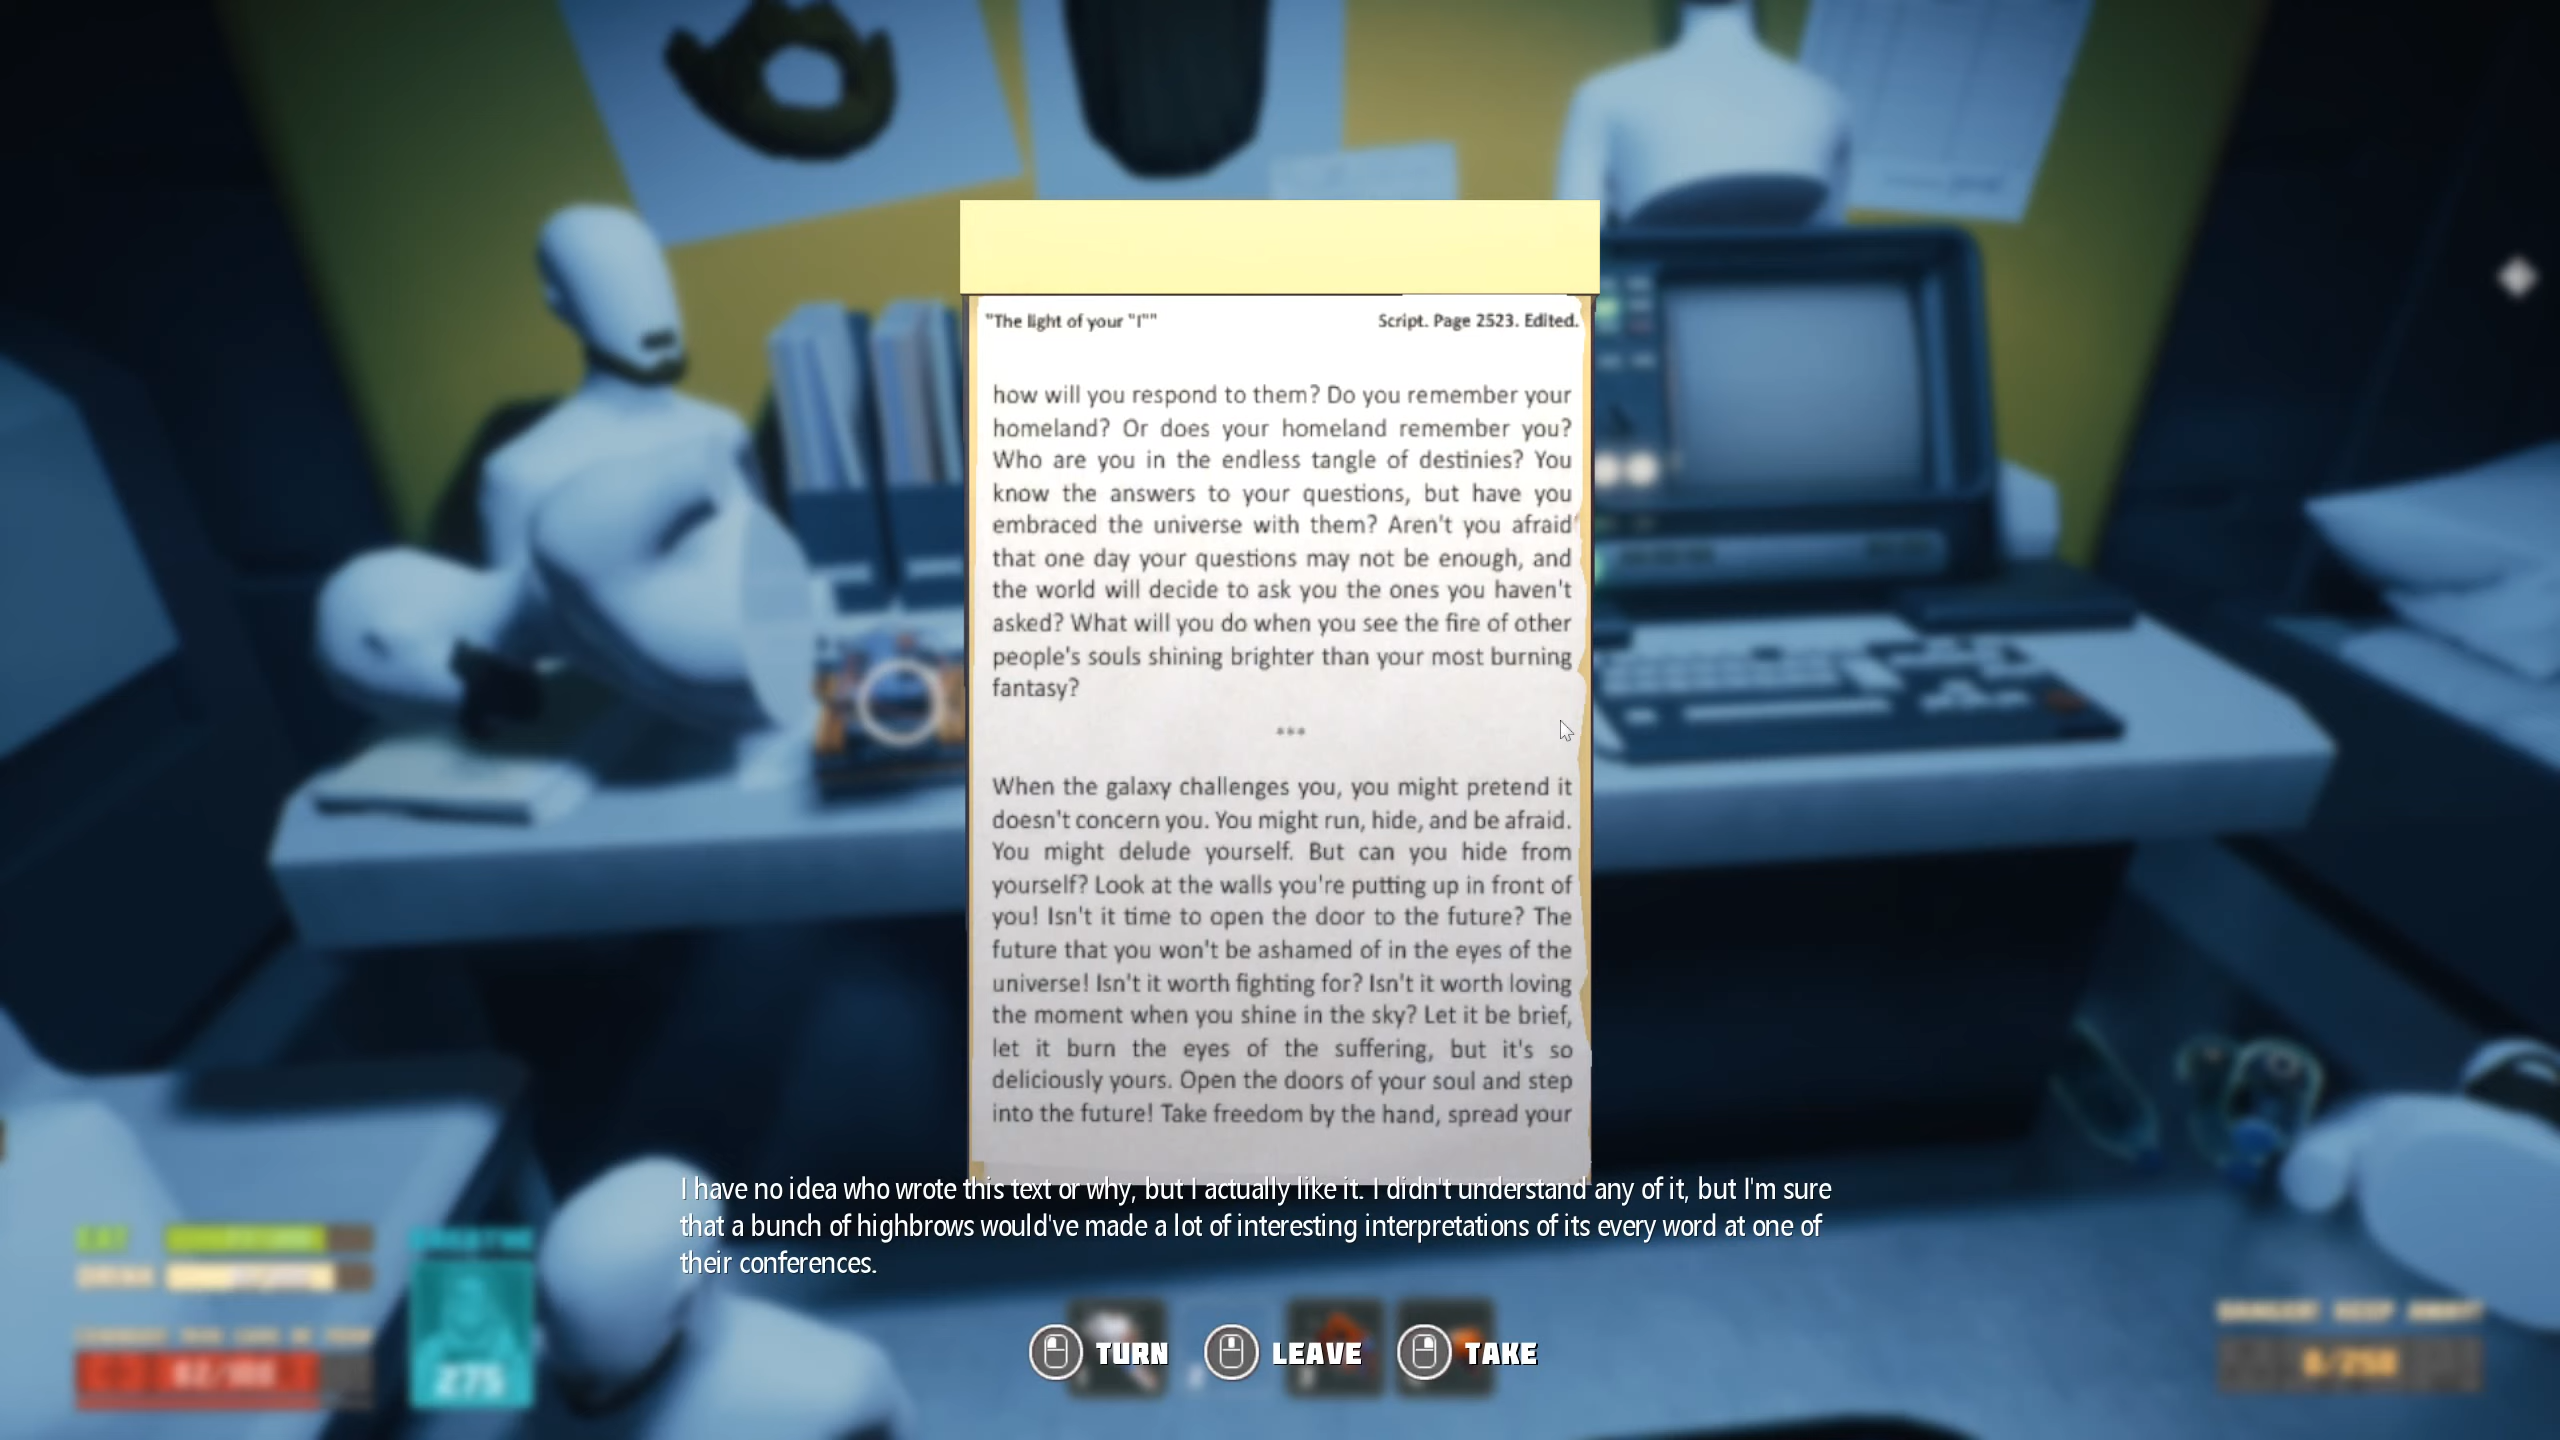 "The light of your "I""
Script. Page 2523. Edited.
how will you respond to them? Do you remember your
homeland? Or does your homeland remember you?
Who are you in the endless tangle of destinies? You
know the answers to your questions, but have you
embraced the universe with them? Aren't you afraid
that one day your questions may not be enough, and
the world will decide to ask you the ones you haven't
asked? What will you do when you see the fire of other
people's souls shining brighter than your most burning
fantasy?
***
When the galaxy challenges you, you might pretend it
doesn't concern you. You might run, hide, and be afraid.
You might delude yourself. But can you hide from
yourself? Look at the walls you're putting up in front of
you! Isn't it time to open the door to the future? The
future that you won't be ashamed of in the eyes of the
universe! Isn't it worth fighting for? Isn't it worth loving
the moment when you shine in the sky? Let it be brief,
let it burn the eyes of the suffering, but it's so
deliciously yours. Open the doors of your soul and step
into the future! Take freedom by the hand, spread your
I have no idea who wrote this text or why, but I actually like it. I didn't understand any of it, but I'm sure
that a bunch of highbrows would've made a lot of interesting interpretations of its every word at one of
their conferences.
EAT
DRINK
BREATHE
275
82/100
DANGER! KEEP AWAY!
0/250
TURN
LEAVE
TAKE